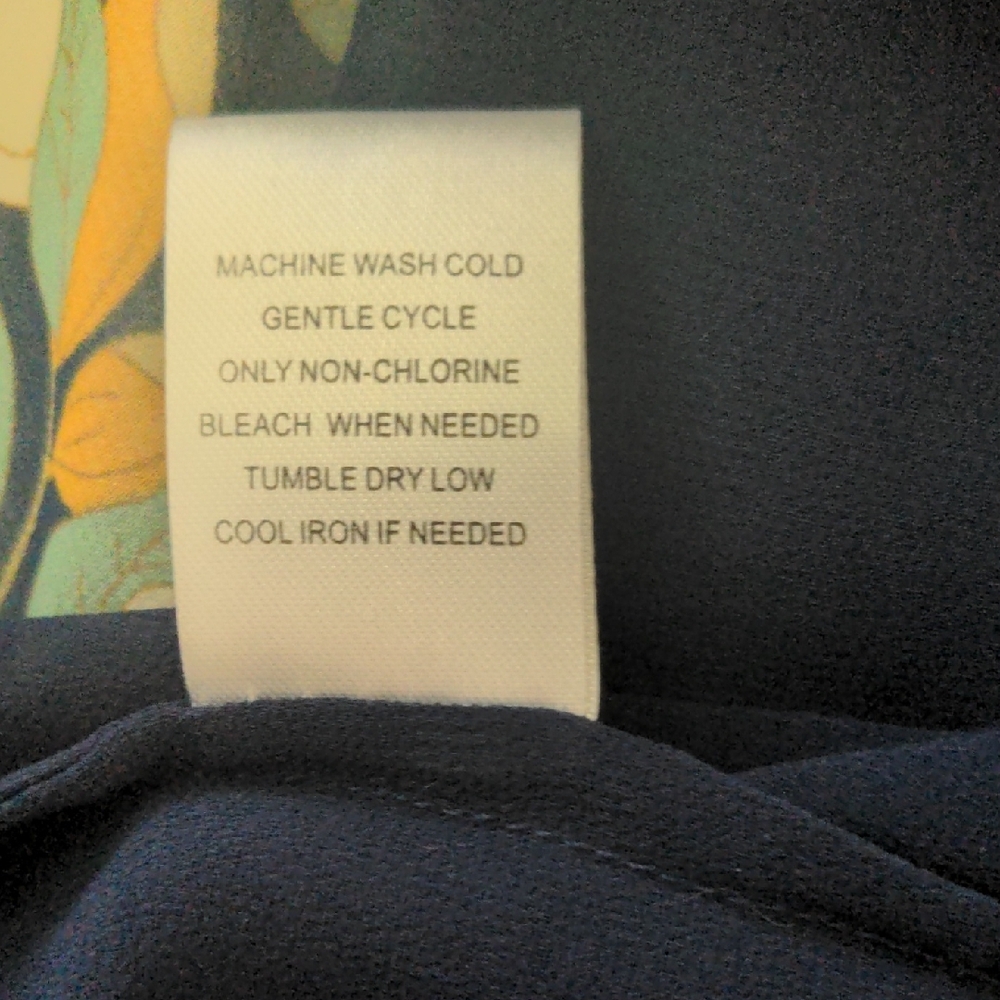 MACHINE WASH COLD
GENTLE CYCLE
ONLY NON-CHLORINE
BLEACH WHEN NEEDED
TUMBLE DRY LOW
COOL IRON IF NEEDED